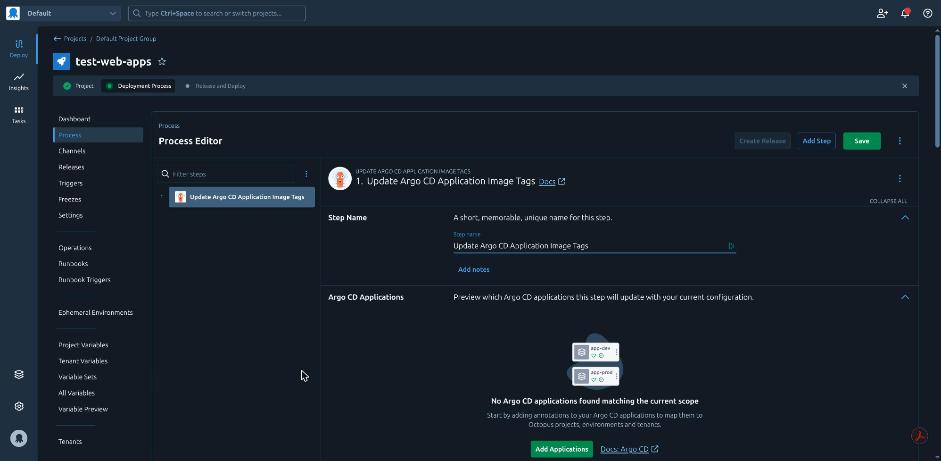 Default
Type Ctrl+Space to search or switch projects...
Deploy
Insights
Tasks
Projects / Default Project Group
test-web-apps
Project
Deployment Process
Release and Deploy
Dashboard
Process
Channels
Releases
Triggers
Freezes
Settings
Operations
Runbooks
Runbook Triggers
Ephemeral Environments
Project Variables
Tenant Variables
Variable Sets
All Variables
Variable Preview
Tenants
Process
Process Editor
Create Release
Add Step
Save
Filter steps
Update Argo CD Application Image Tags
UPDATE ARGO CD APPLICATION IMAGE TAGS
1. Update Argo CD Application Image Tags Docs
COLLAPSE ALL
Step Name
A short, memorable, unique name for this step.
Step name
Update Argo CD Application Image Tags
Add notes
Argo CD Applications
Preview which Argo CD applications this step will update with your current configuration.
app-dev
app-prod
No Argo CD applications found matching the current scope
Start by adding annotations to your Argo CD applications to map them to
Octopus projects, environments and tenants.
Add Applications
Docs: Argo CD